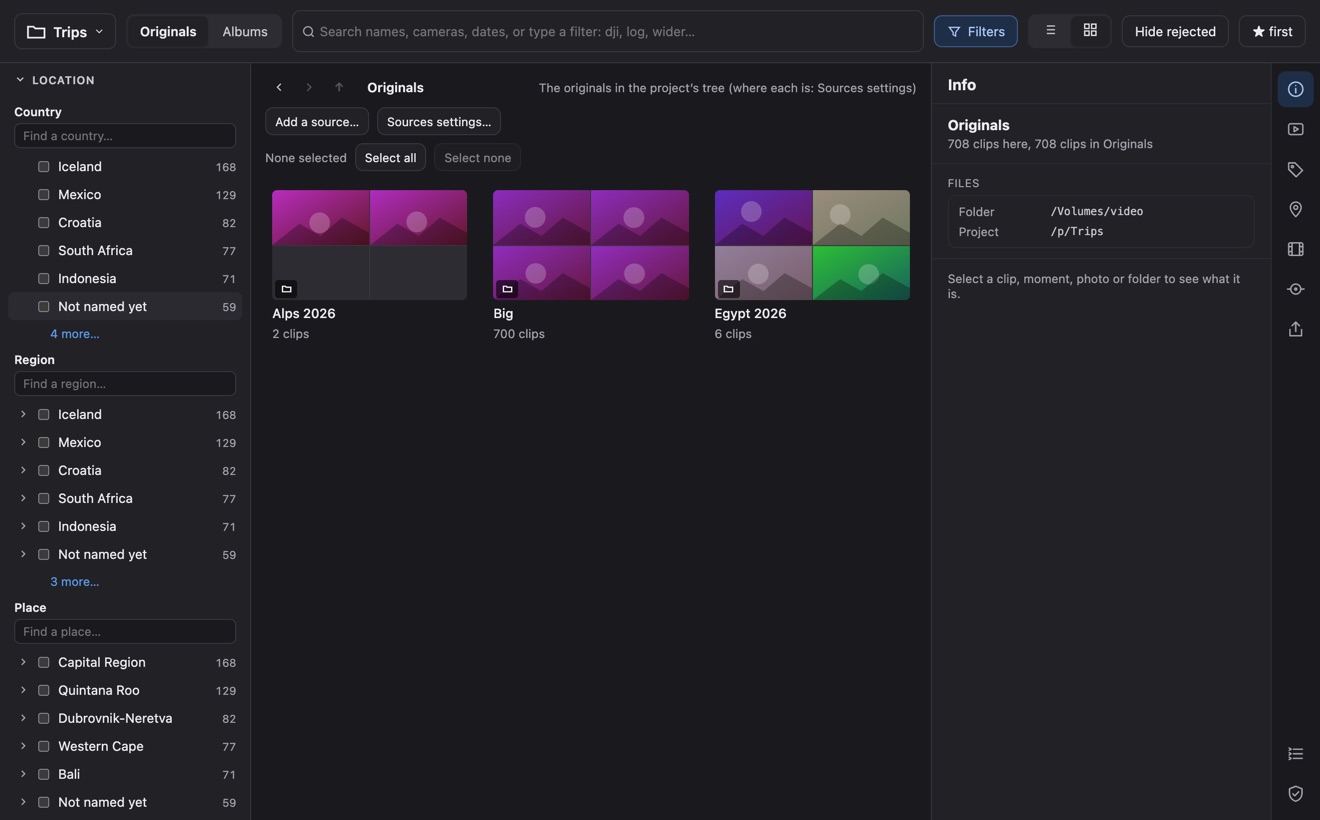 Trips
Originals
Albums
Search names, cameras, dates, or type a filter: dji, log, wider...
Filters
Hide rejected
★ first
LOCATION
Country
Find a country...
Iceland 168
Mexico 129
Croatia 82
South Africa 77
Indonesia 71
Not named yet 59
4 more...
Region
Find a region...
Iceland 168
Mexico 129
Croatia 82
South Africa 77
Indonesia 71
Not named yet 59
3 more...
Place
Find a place...
Capital Region 168
Quintana Roo 129
Dubrovnik-Neretva 82
Western Cape 77
Bali 71
Not named yet 59
Originals
The originals in the project's tree (where each is: Sources settings)
Add a source...
Sources settings...
None selected
Select all
Select none
Alps 2026
2 clips
Big
700 clips
Egypt 2026
6 clips
Info
Originals
708 clips here, 708 clips in Originals
FILES
Folder /Volumes/video
Project /p/Trips
Select a clip, moment, photo or folder to see what it
is.